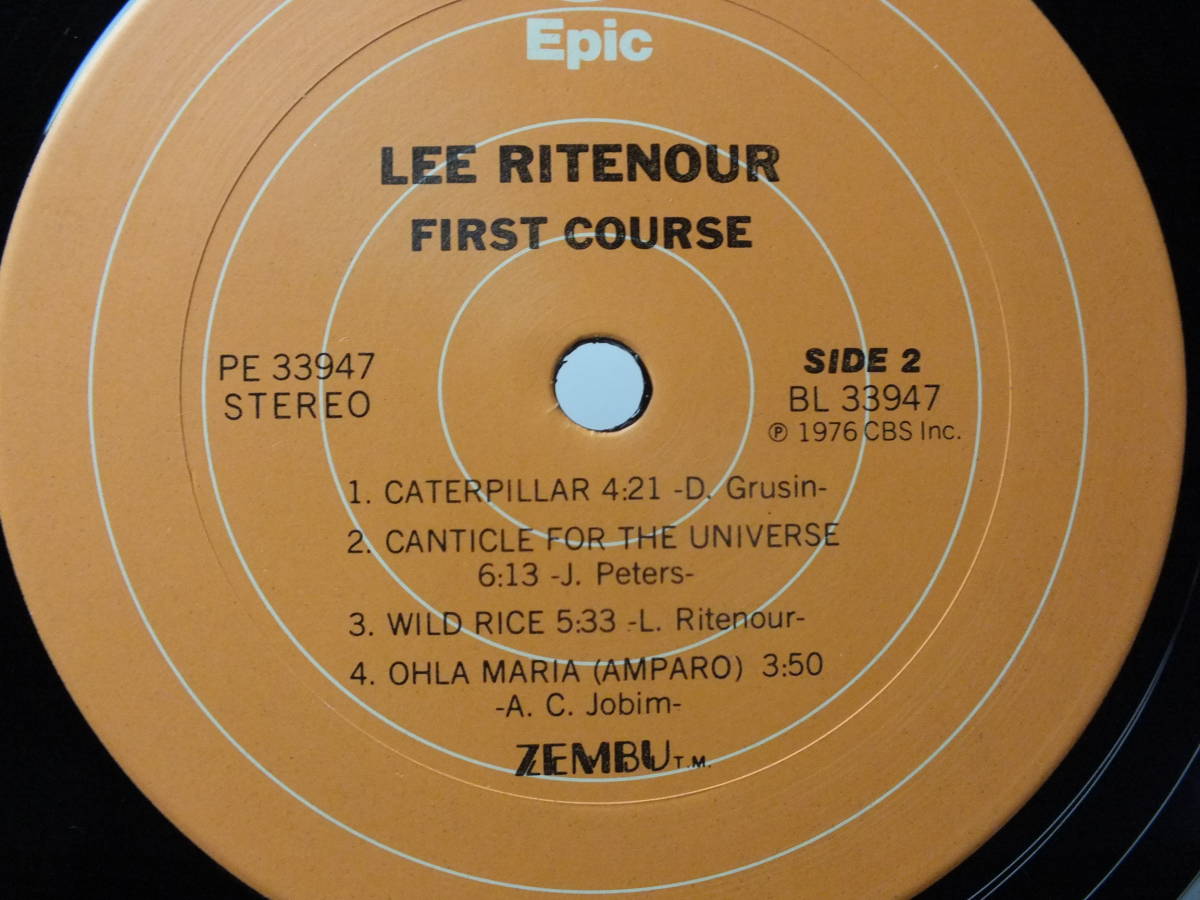 Epic
LEE RITENOUR
FIRST COURSE
PE 33947
STEREO
SIDE 2
BL 33947
℗ 1976 CBS Inc.
1. CATERPILLAR 4:21 -D. Grusin-
2. CANTICLE FOR THE UNIVERSE
6:13 -J. Peters-
3. WILD RICE 5:33 -L. Ritenour-
4. OHLA MARIA (AMPARO) 3:50
-A. C. Jobim-
ZEMBU T.M.